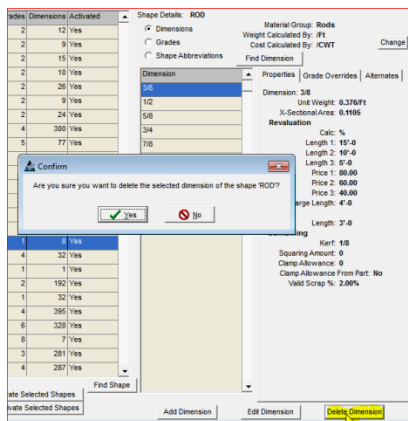 rades Dimensions Activated
2 12 Yes
2 9 Yes
2 15 Yes
2 10 Yes
2 26 Yes
2 9 Yes
2 24 Yes
4 300 Yes
5 77 Yes
1 8 Yes
4 32 Yes
1 1 Yes
2 192 Yes
1 32 Yes
4 395 Yes
6 328 Yes
8 7 Yes
3 281 Yes
4 287 Yes
Find Shape
ate Selected Shapes
ivate Selected Shapes
Shape Details: ROD
Dimensions
Grades
Shape Abbreviations
Material Group: Rods
Weight Calculated By: /Ft
Cost Calculated By: /CWT
Change
Find Dimension
Dimension
3/8
1/2
5/8
3/4
7/8
Properties Grade Overrides Alternates
Dimension: 3/8
Unit Weight: 0.376/Ft
X-Sectional Area: 0.1105
Revaluation
Calc: %
Length 1: 15'-0
Length 2: 10'-0
Length 3: 5'-0
Price 1: 80.00
Price 2: 60.00
Price 3: 40.00
arge Length: 4'-0
Length: 3'-0
Kerf: 1/8
Squaring Amount: 0
Clamp Allowance: 0
Clamp Allowance From Part: No
Valid Scrap %: 2.00%
Confirm
Are you sure you want to delete the selected dimension of the shape 'ROD'?
Yes
No
Add Dimension
Edit Dimension
Delete Dimension